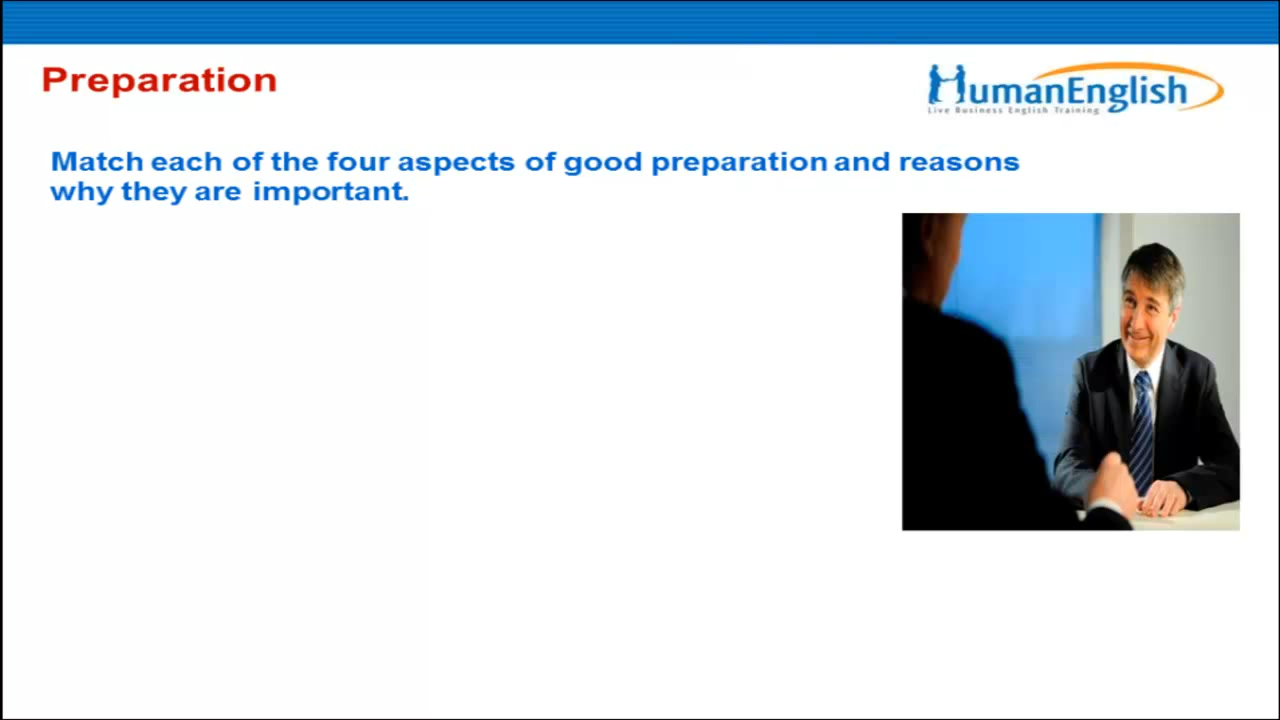 Preparation
HumanEnglish
Live Business English Training
Match each of the four aspects of good preparation and reasons
why they are important.